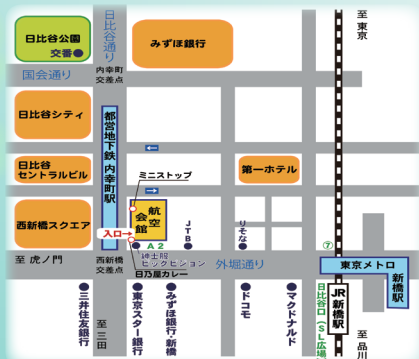 日比谷公園
交番
日比谷通り
みずほ銀行
至 東京
国会通り
内幸町
交差点
日比谷シティ
都営地下鉄 内幸町駅
日比谷
セントラルビル
ミニストップ
第一ホテル
西新橋スクエア
航空
会館
入口
A2
JTB
りそな
⑦
紳士服
ビックビジョン
日乃屋カレー
至 虎ノ門
西新橋
交差点
外堀通り
東京メトロ
新橋駅
JR新橋駅
日比谷口(SL広場)
至 三田
三井住友銀行
東京スター銀行
みずほ銀行・新橋
ドコモ
マクドナルド
至 品川